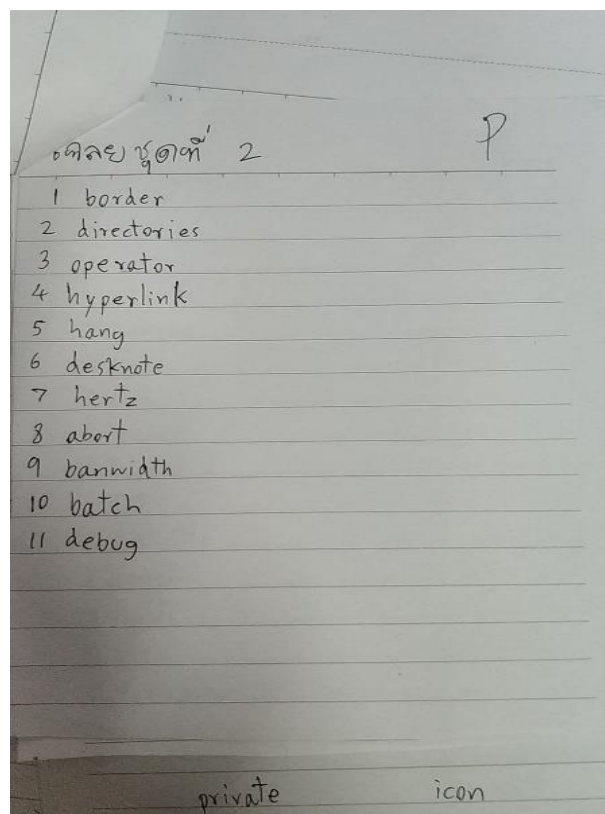 เฉลย ชุดที่ 2 P
1 border
2 directories
3 operator
4 hyperlink
5 hang
6 desknote
7 hertz
8 abort
9 banwidth
10 batch
11 debug
private icon